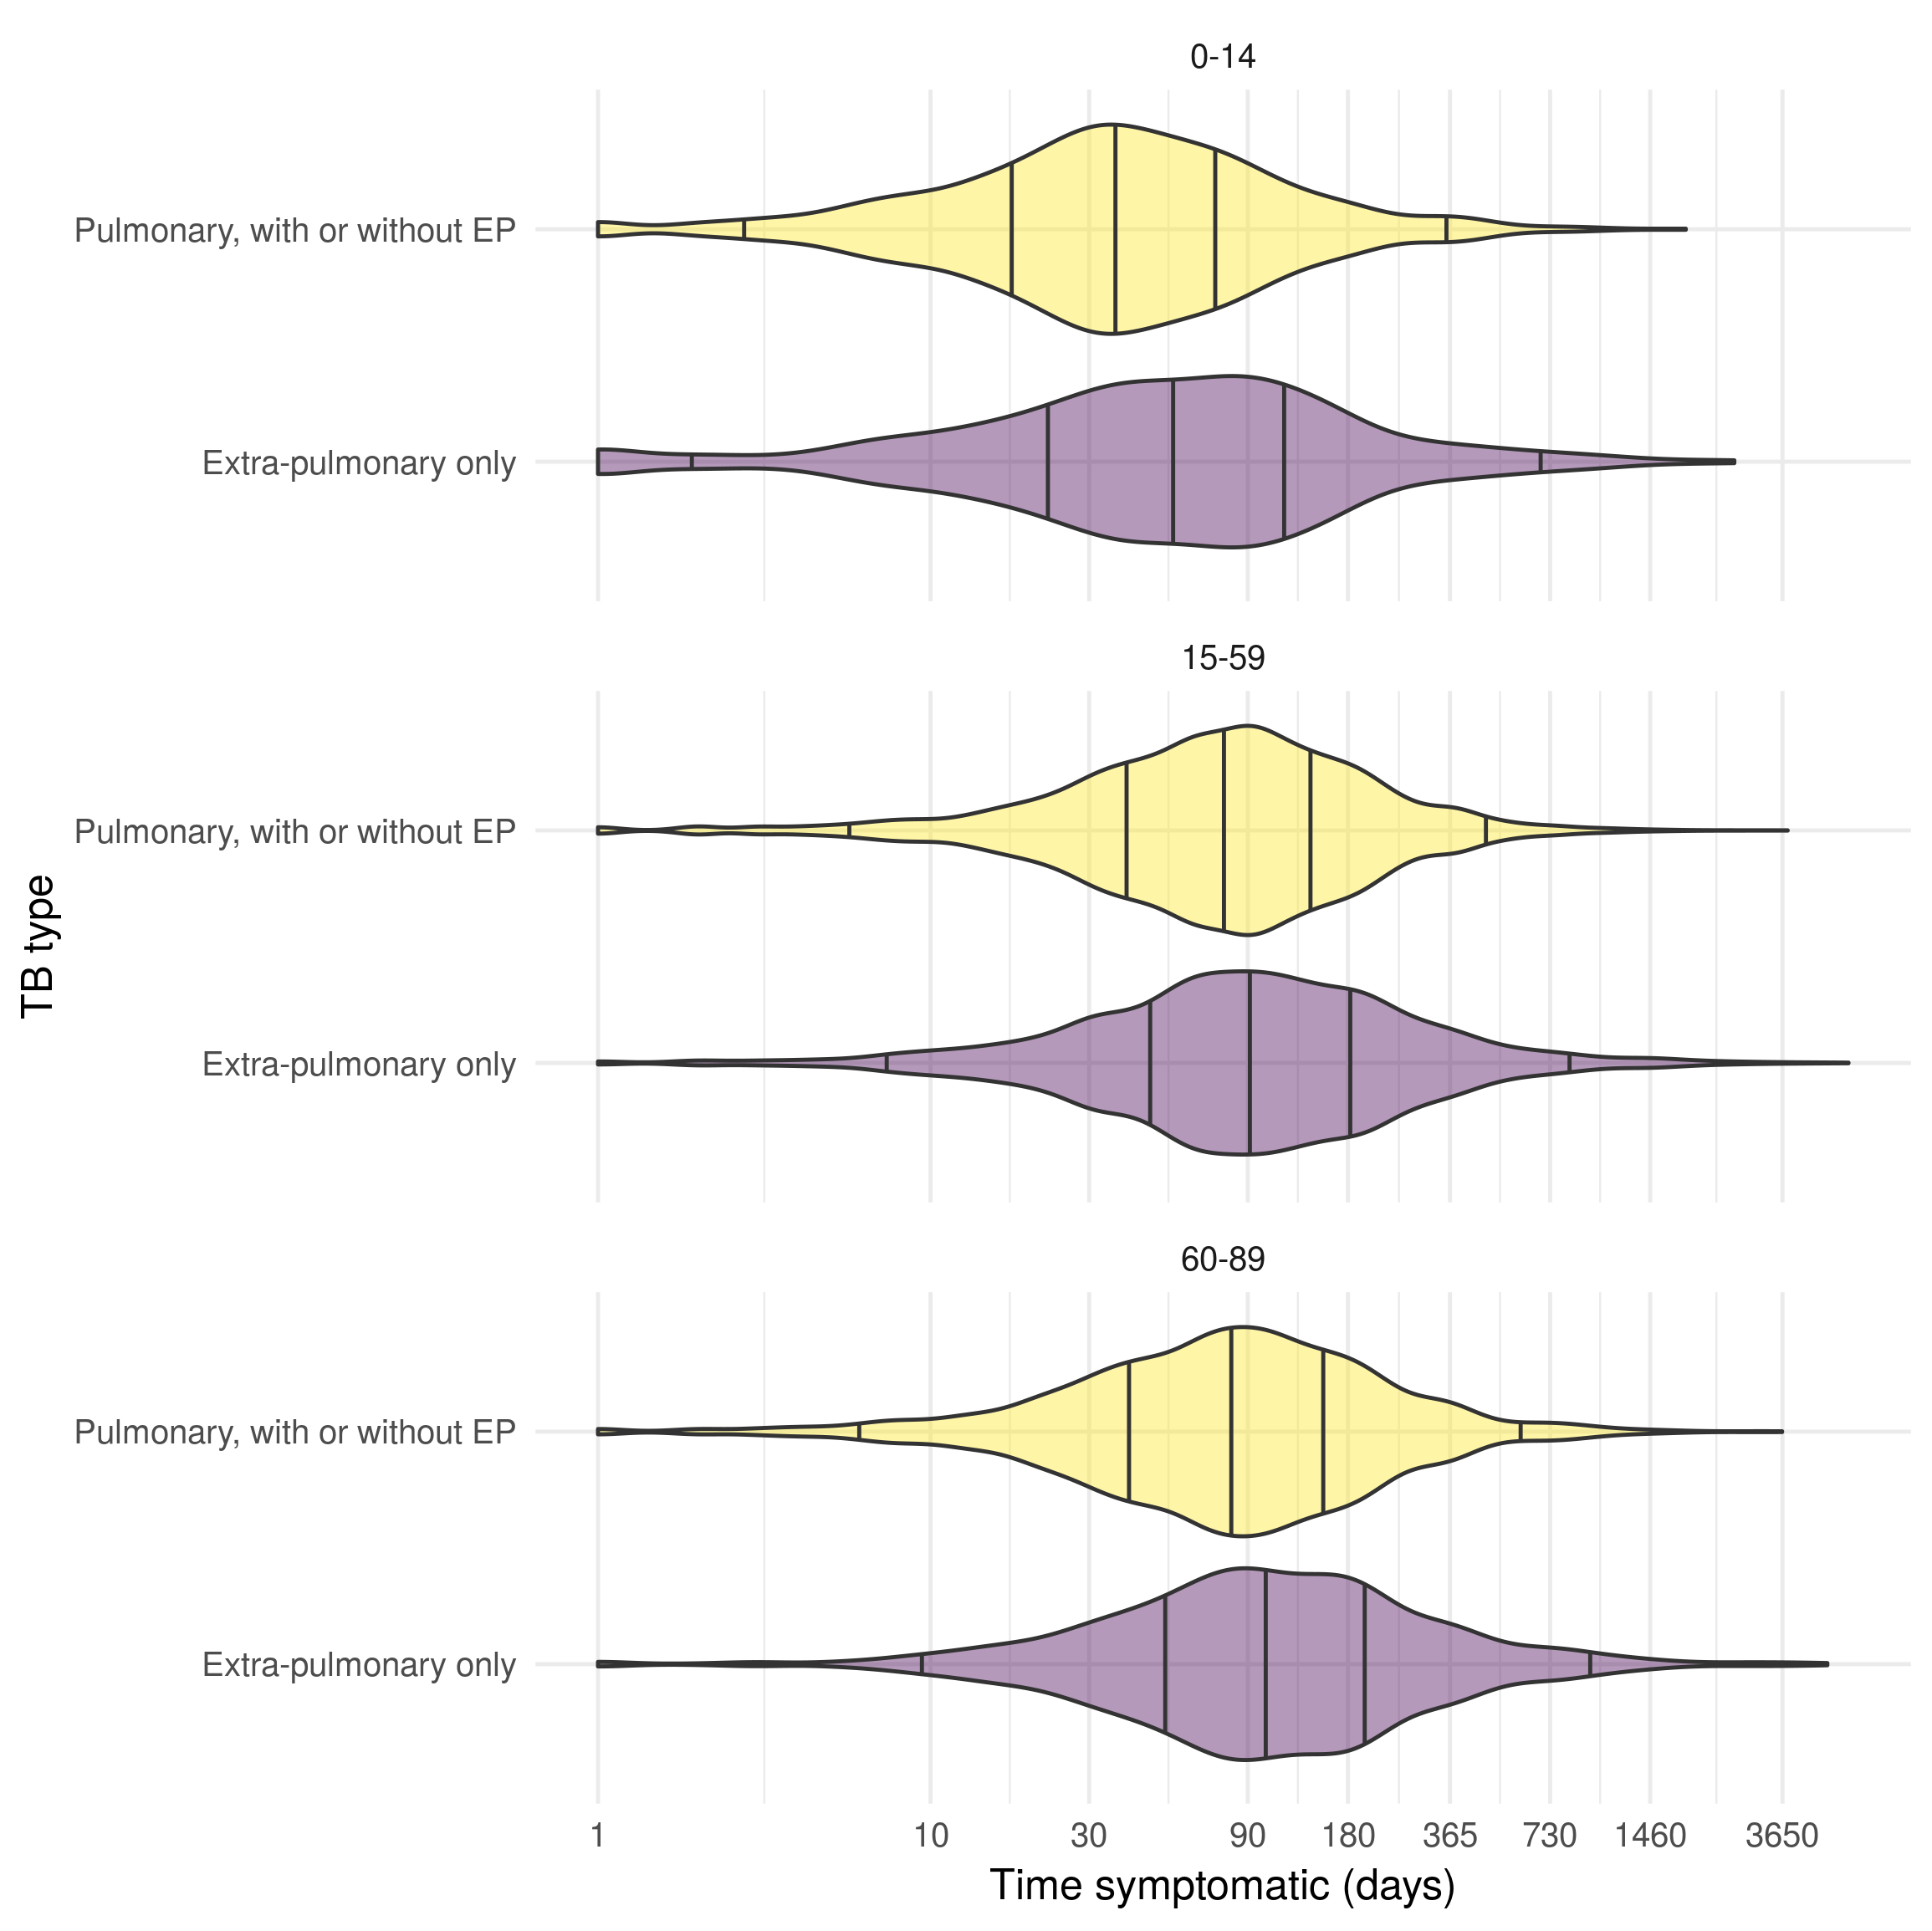 0-14
Pulmonary, with or without EP
Extra-pulmonary only
15-59
Pulmonary, with or without EP
Extra-pulmonary only
TB type
60-89
Pulmonary, with or without EP
Extra-pulmonary only
1 10 30 90 180 365 730 1460 3650
Time symptomatic (days)